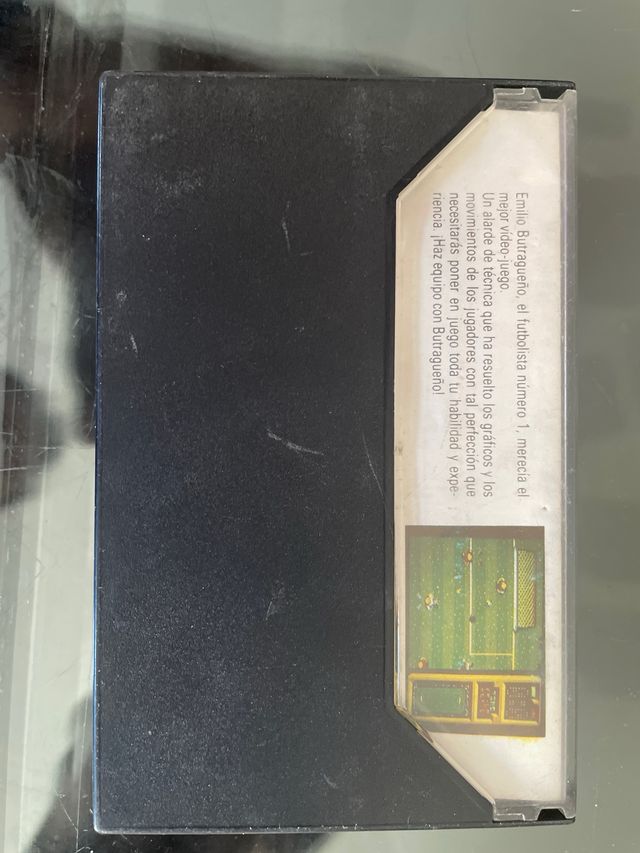 Emilio Butragueño, el futbolista número 1, merecía el
mejor video-juego.
Un alarde de técnica que ha resuelto los gráficos y los
movimientos de los jugadores con tal perfección que
necesitarás poner en juego toda tu habilidad y expe-
riencia. ¡Haz equipo con Butragueño!